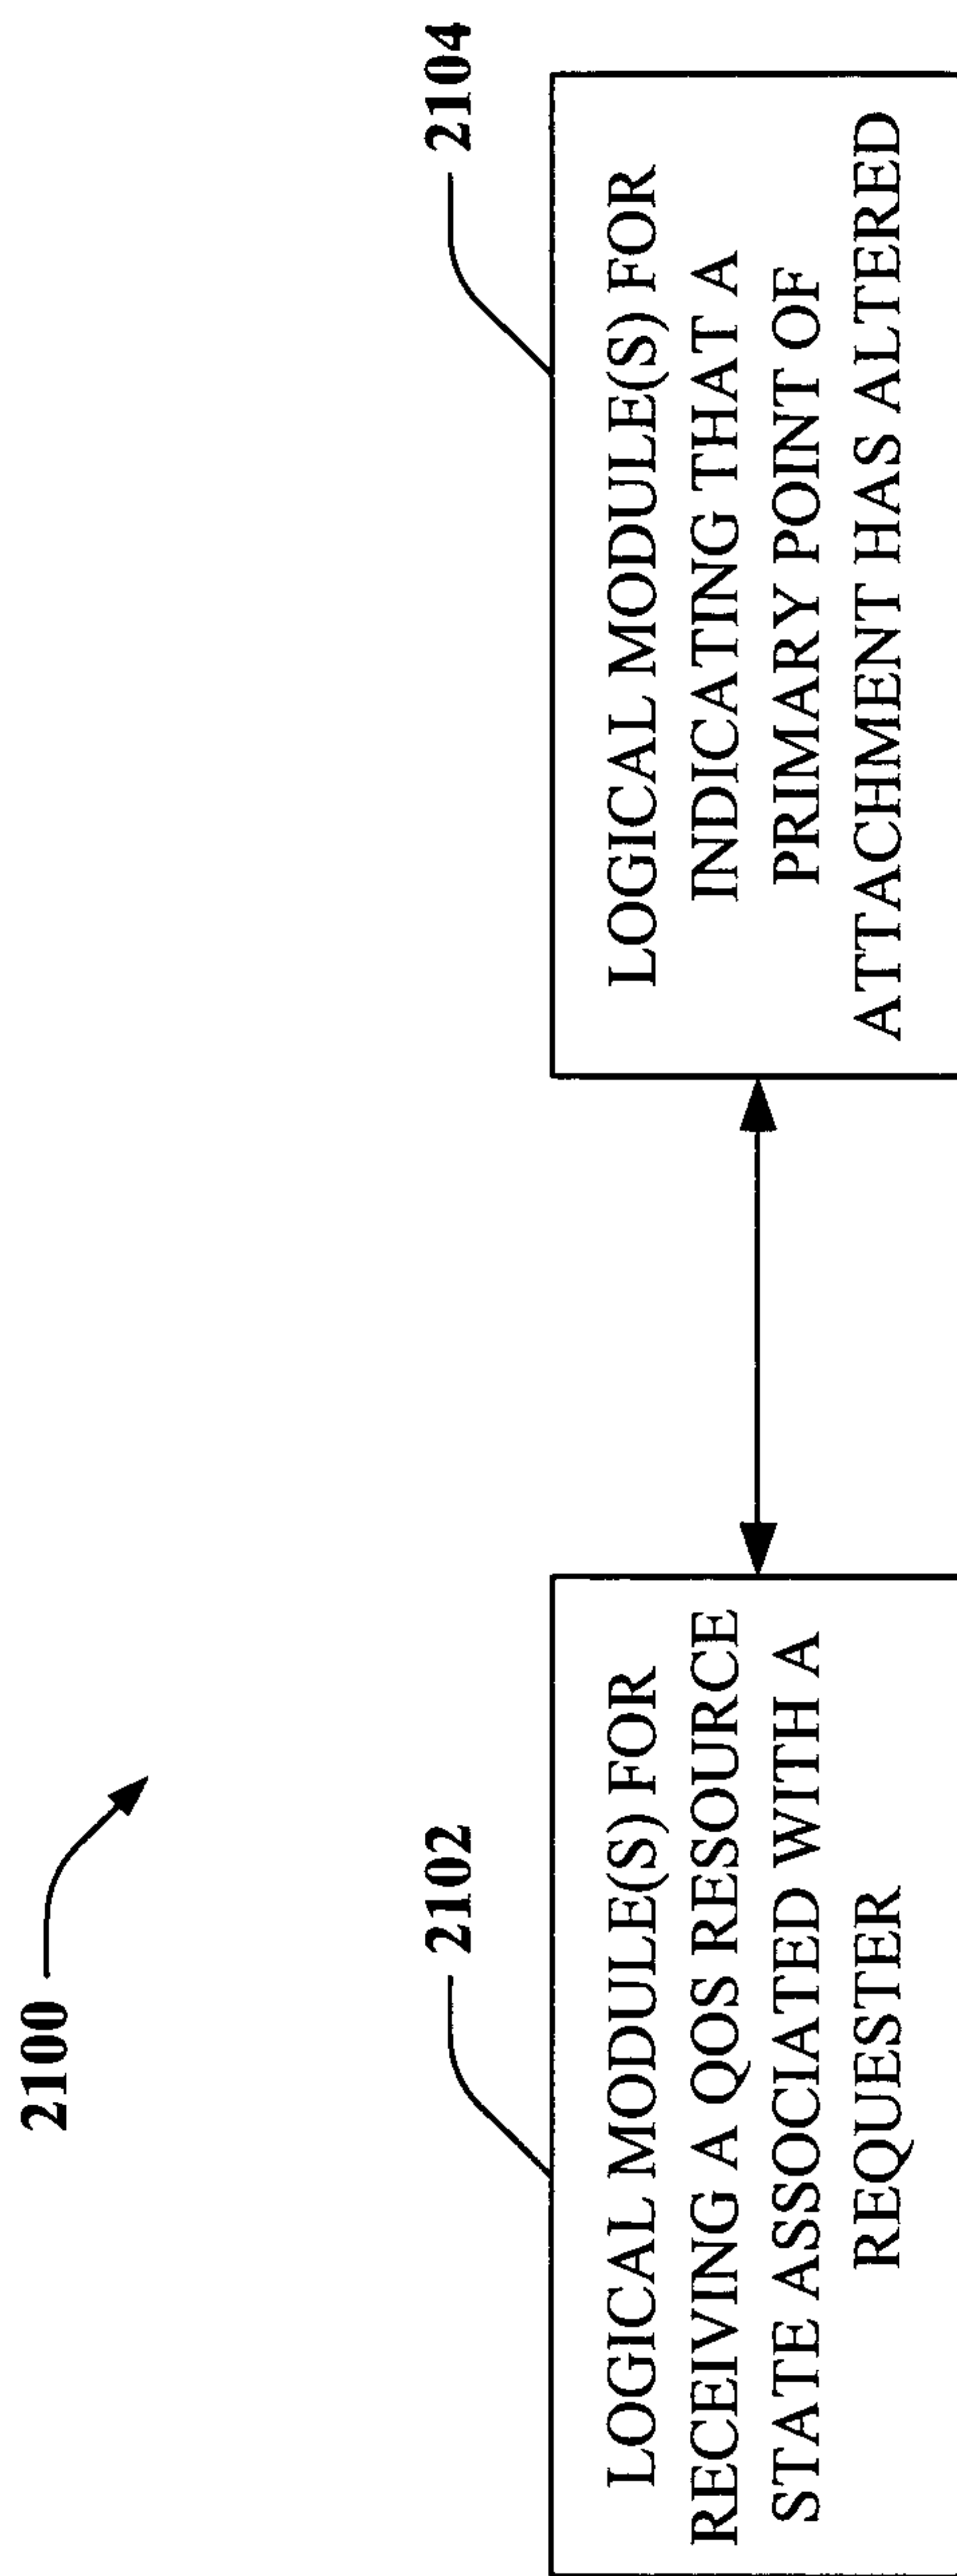 2100
2102
LOGICAL MODULE(S) FOR
RECEIVING A QOS RESOURCE
STATE ASSOCIATED WITH A
REQUESTER
2104
LOGICAL MODULE(S) FOR
INDICATING THAT A
PRIMARY POINT OF
ATTACHMENT HAS ALTERED